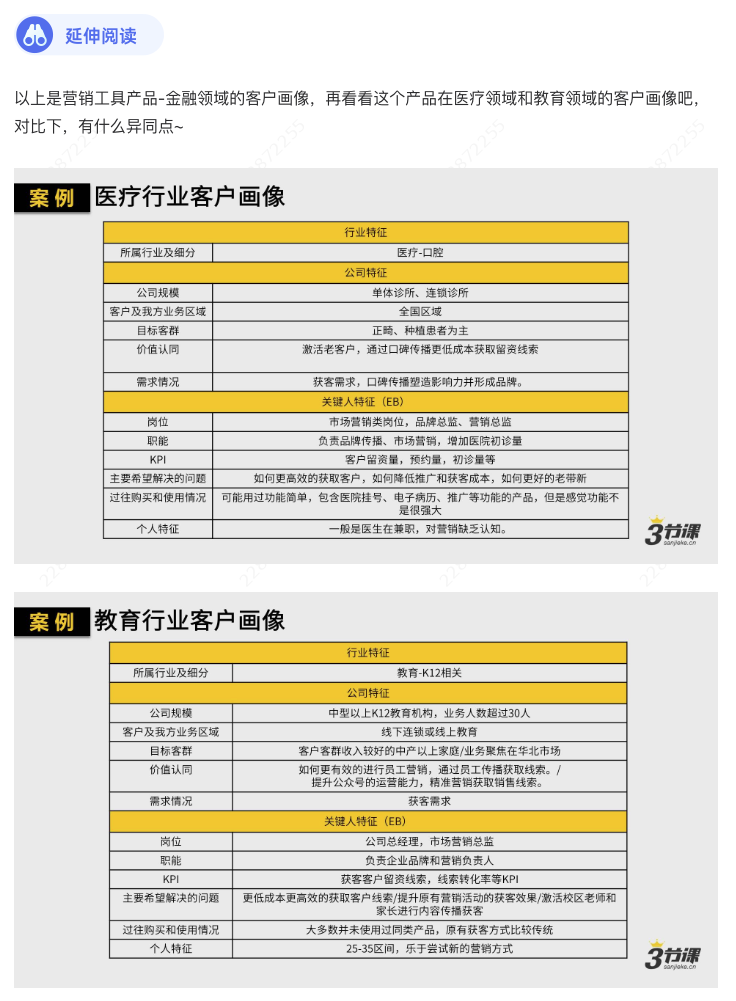 延伸阅读
以上是营销工具产品-金融领域的客户画像，再看看这个产品在医疗领域和教育领域的客户画像吧，
对比下，有什么异同点~
案例 医疗行业客户画像
行业特征
所属行业及细分 医疗-口腔
公司特征
公司规模 单体诊所、连锁诊所
客户及我方业务区域 全国区域
目标客群 正畸、种植患者为主
价值认同 激活老客户，通过口碑传播更低成本获取留资线索
需求情况 获客需求，口碑传播塑造影响力并形成品牌。
关键人特征（EB）
岗位 市场营销类岗位，品牌总监、营销总监
职能 负责品牌传播、市场营销，增加医院初诊量
KPI 客户留资量，预约量，初诊量等
主要希望解决的问题 如何更高效的获取客户，如何降低推广和获客成本，如何更好的老带新
过往购买和使用情况 可能用过功能简单，包含医院挂号、电子病历、推广等功能的产品，但是感觉功能不
是很强大
个人特征 一般是医生在兼职，对营销缺乏认知。
3节课
sanjieke.cn
案例 教育行业客户画像
行业特征
所属行业及细分 教育-K12相关
公司特征
公司规模 中型以上K12教育机构，业务人数超过30人
客户及我方业务区域 线下连锁或线上教育
目标客群 客户客群收入较好的中产以上家庭/业务聚焦在华北市场
价值认同 如何更有效的进行员工营销，通过员工传播获取线索。/
提升公众号的运营能力，精准营销获取销售线索。
需求情况 获客需求
关键人特征（EB）
岗位 公司总经理，市场营销总监
职能 负责企业品牌和营销负责人
KPI 获客客户留资线索，线索转化率等KPI
主要希望解决的问题 更低成本更高效的获取客户线索/提升原有营销活动的获客效果/激活校区老师和
家长进行内容传播获客
过往购买和使用情况 大多数并未使用过同类产品，原有获客方式比较传统
个人特征 25-35区间，乐于尝试新的营销方式
3节课
sanjieke.cn